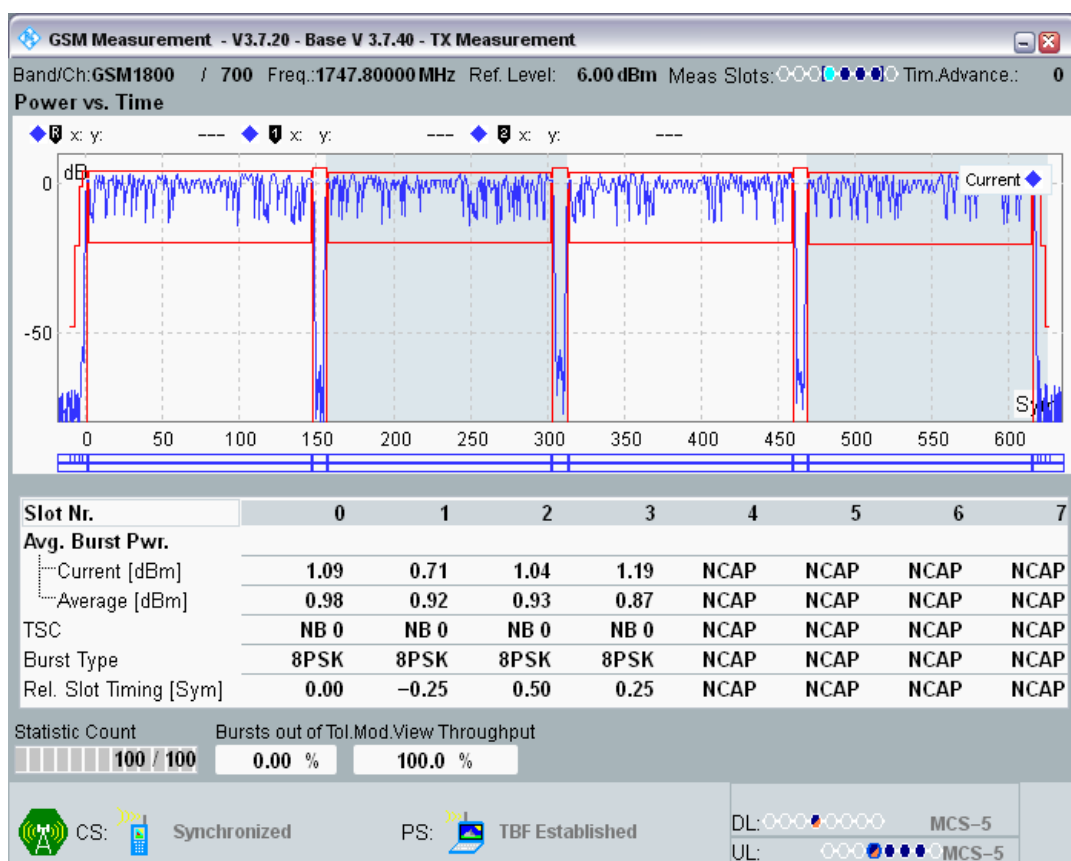 GSM Measurement - V3.7.20 - Base V 3.7.40 - TX Measurement
Band/Ch:GSM1800 / 700 Freq.:1747.80000 MHz Ref. Level: 6.00 dBm Meas Slots: Tim.Advance.: 0
Power vs. Time
R x: y: --- 1 x: y: --- 2 x: y: ---
Current
0
-50
0 50 100 150 200 250 300 350 400 450 500 550 600
Slot Nr. 0 1 2 3 4 5 6 7
Avg. Burst Pwr.
Current [dBm] 1.09 0.71 1.04 1.19 NCAP NCAP NCAP NCAP
Average [dBm] 0.98 0.92 0.93 0.87 NCAP NCAP NCAP NCAP
TSC NB 0 NB 0 NB 0 NB 0 NCAP NCAP NCAP NCAP
Burst Type 8PSK 8PSK 8PSK 8PSK NCAP NCAP NCAP NCAP
Rel. Slot Timing [Sym] 0.00 −0.25 0.50 0.25 NCAP NCAP NCAP NCAP
Statistic Count Bursts out of Tol. Mod.View Throughput
100 / 100 0.00 % 100.0 %
CS: Synchronized PS: TBF Established DL: MCS−5
UL: MCS−5